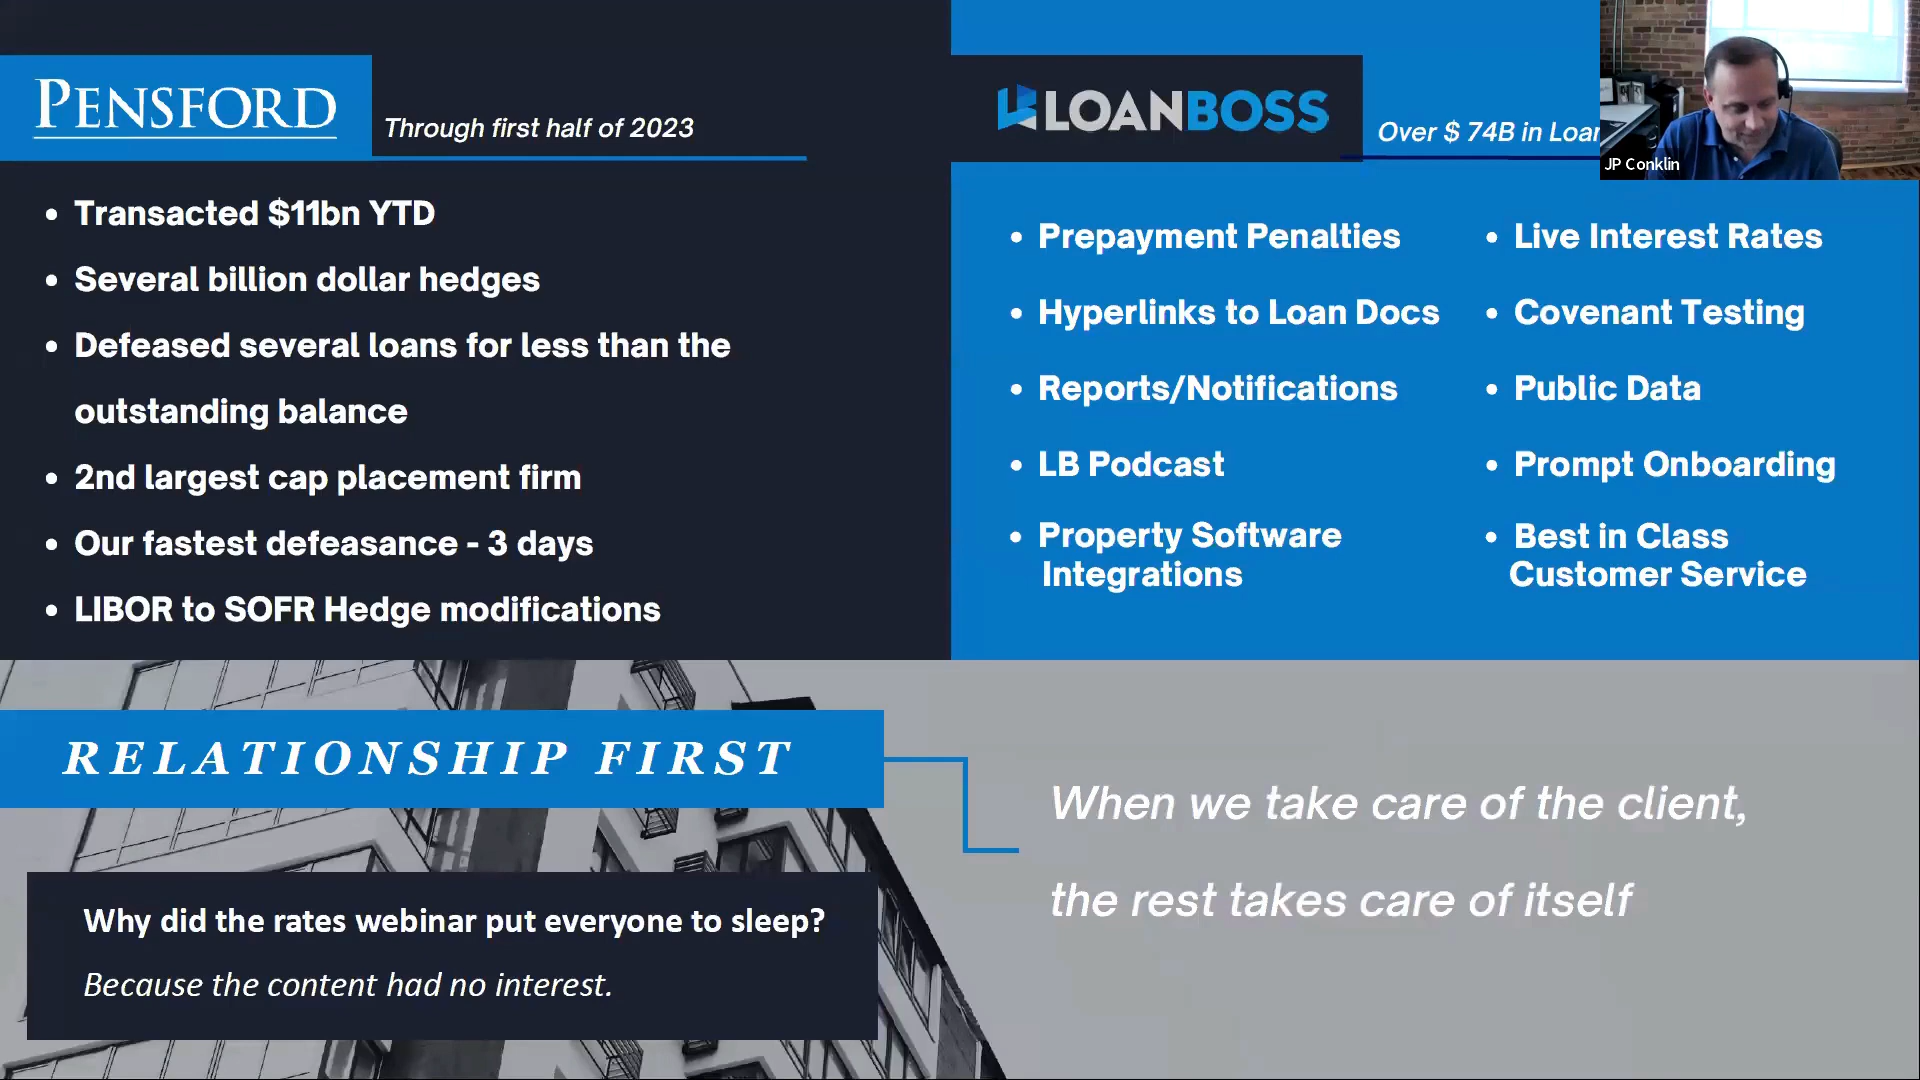 PENSFORD
Through first half of 2023
• Transacted $11bn YTD
• Several billion dollar hedges
• Defeased several loans for less than the
outstanding balance
• 2nd largest cap placement firm
• Our fastest defeasance - 3 days
• LIBOR to SOFR Hedge modifications
LOANBOSS
Over $ 74B in Loan
JP Conklin
• Prepayment Penalties
• Hyperlinks to Loan Docs
• Reports/Notifications
• LB Podcast
• Property Software
Integrations
• Live Interest Rates
• Covenant Testing
• Public Data
• Prompt Onboarding
• Best in Class
Customer Service
RELATIONSHIP FIRST
When we take care of the client,
the rest takes care of itself
Why did the rates webinar put everyone to sleep?
Because the content had no interest.